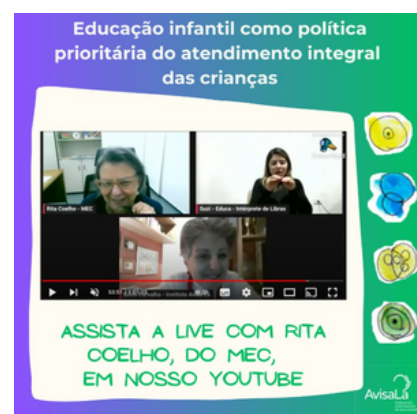 Educação infantil como política
prioritária do atendimento integral
das crianças
Rita Coelho - MEC
Suzi - Educa - Intérprete de Libras
ASSISTA A LIVE COM RITA
COELHO, DO MEC,
EM NOSSO YOUTUBE
AvisaLá